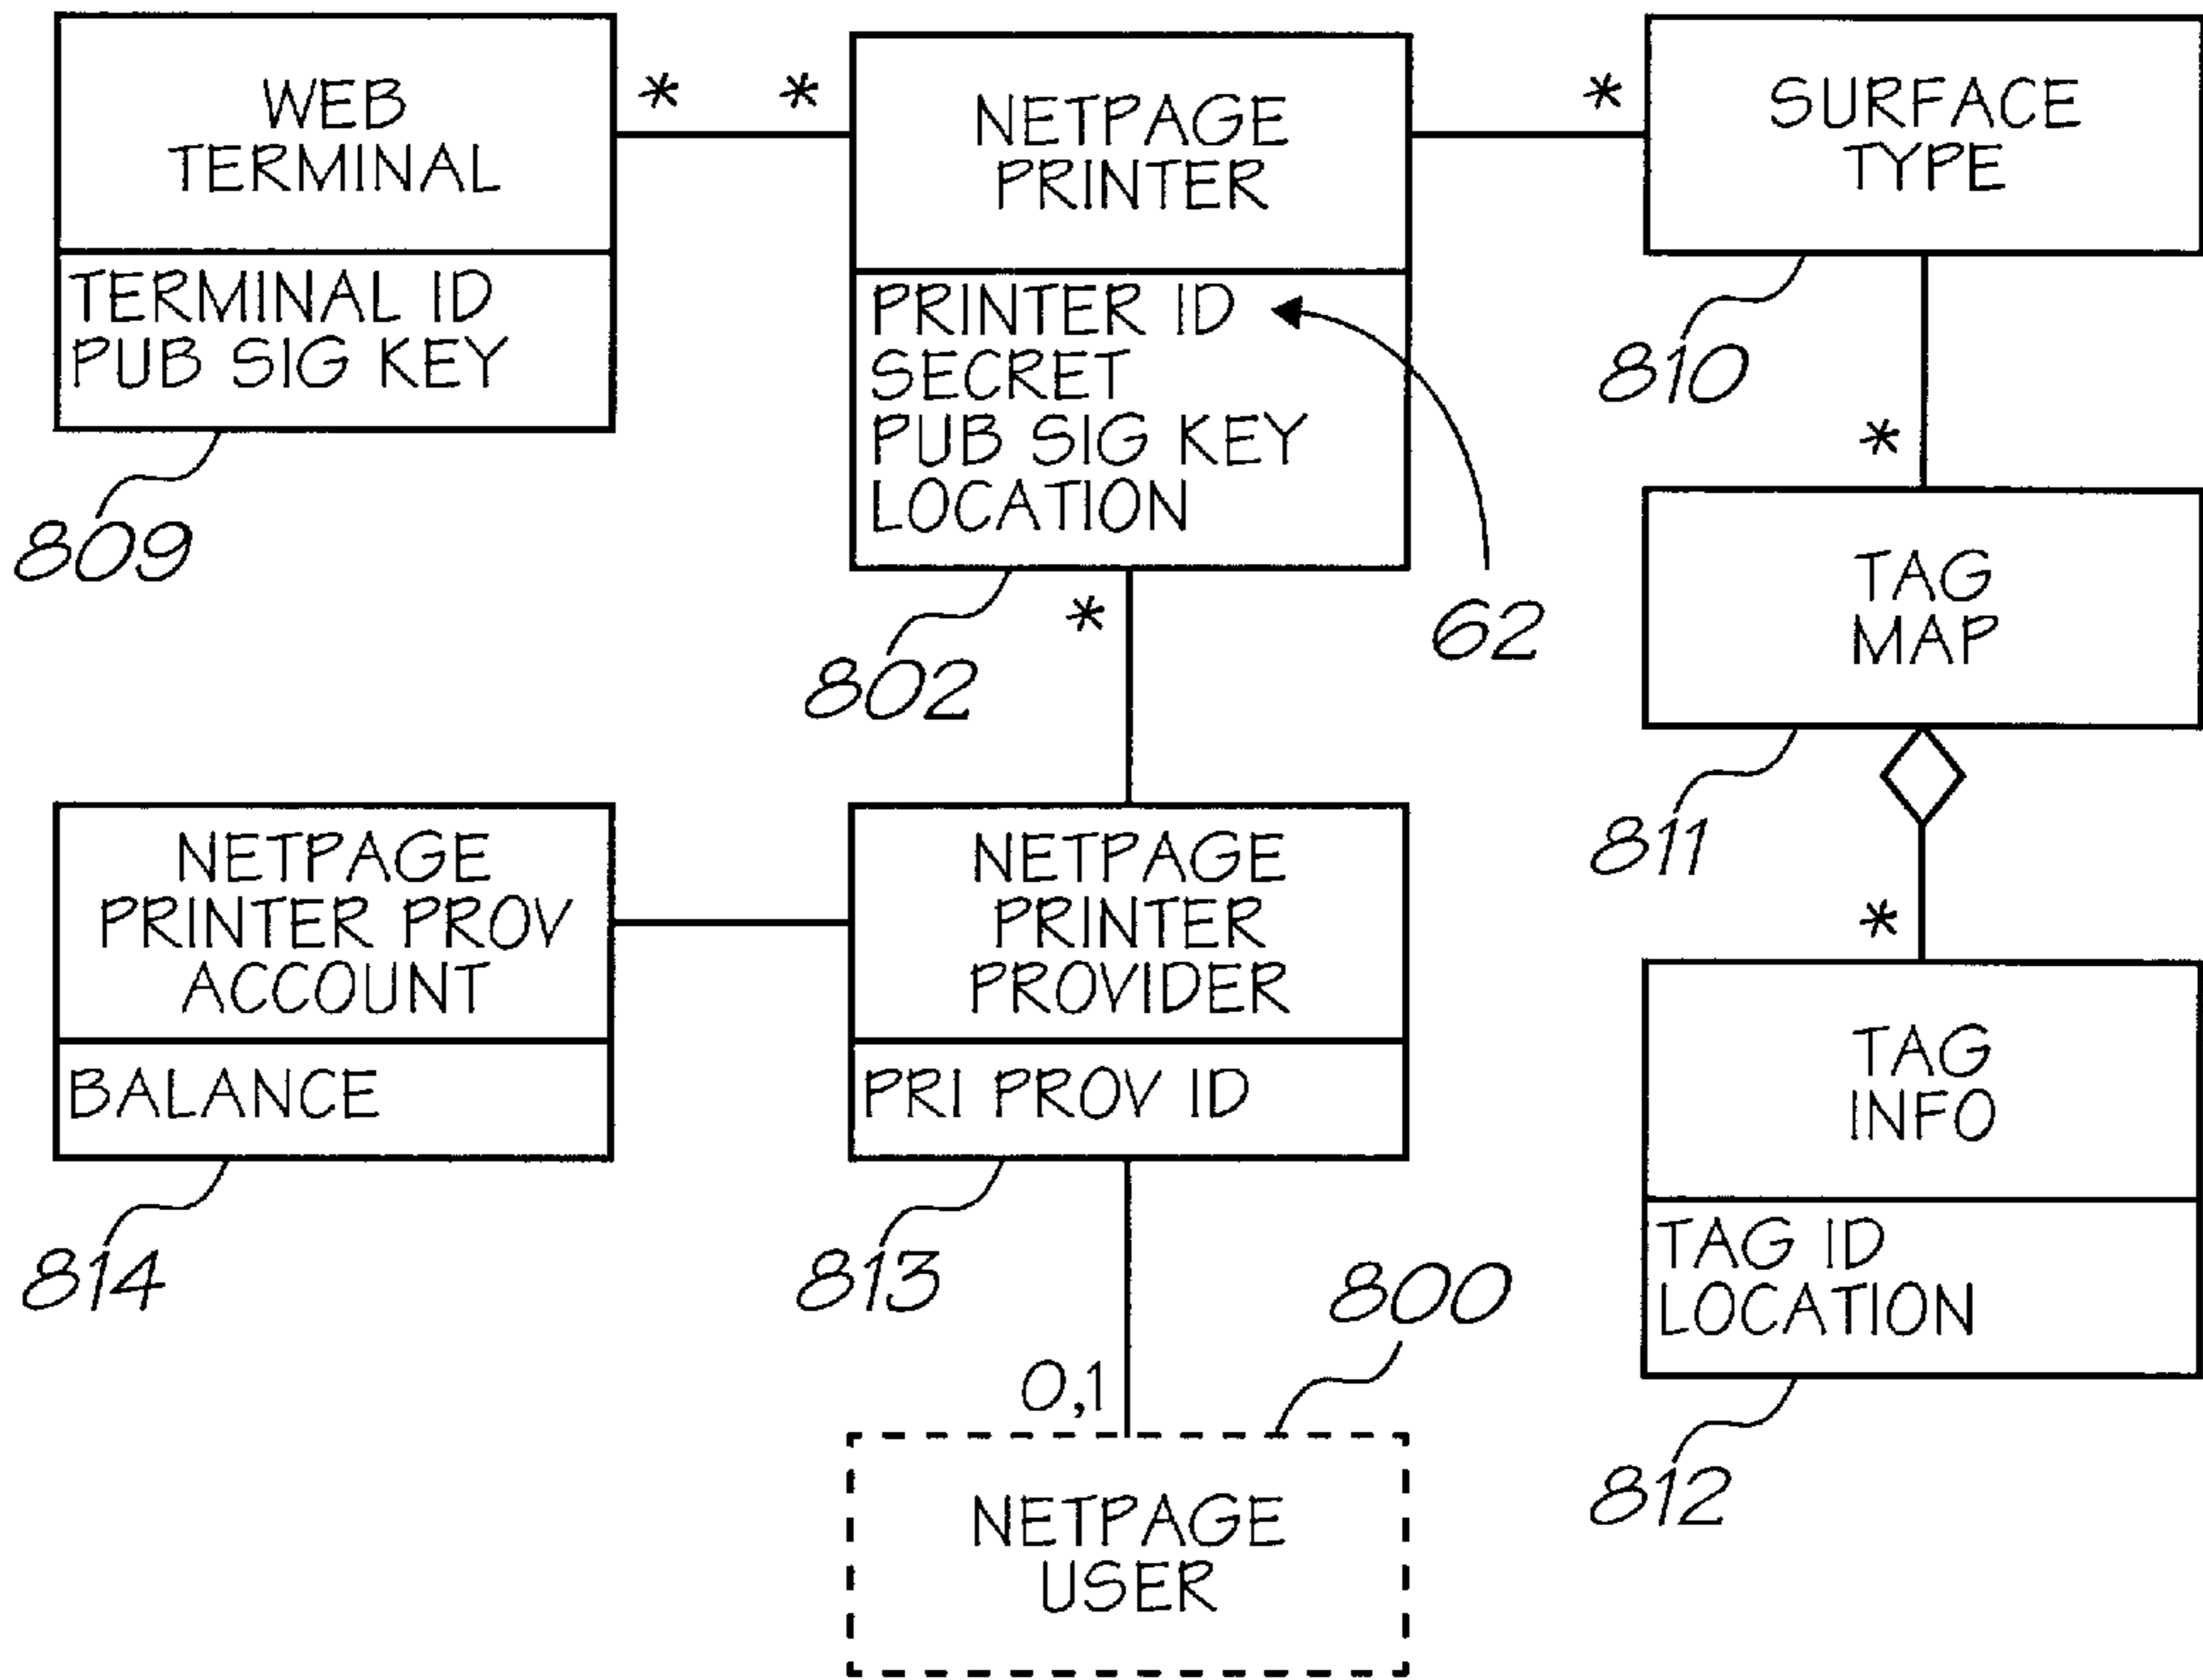 WEB
TERMINAL
TERMINAL ID
PUB SIG KEY
809
*
*
NETPAGE
PRINTER
PRINTER ID
SECRET
PUB SIG KEY
LOCATION
802
62
*
*
SURFACE
TYPE
810
*
TAG
MAP
811
*
NETPAGE
PRINTER PROV
ACCOUNT
BALANCE
814
NETPAGE
PRINTER
PROVIDER
PRI PROV ID
813
TAG
INFO
TAG ID
LOCATION
812
800
0,1
NETPAGE
USER